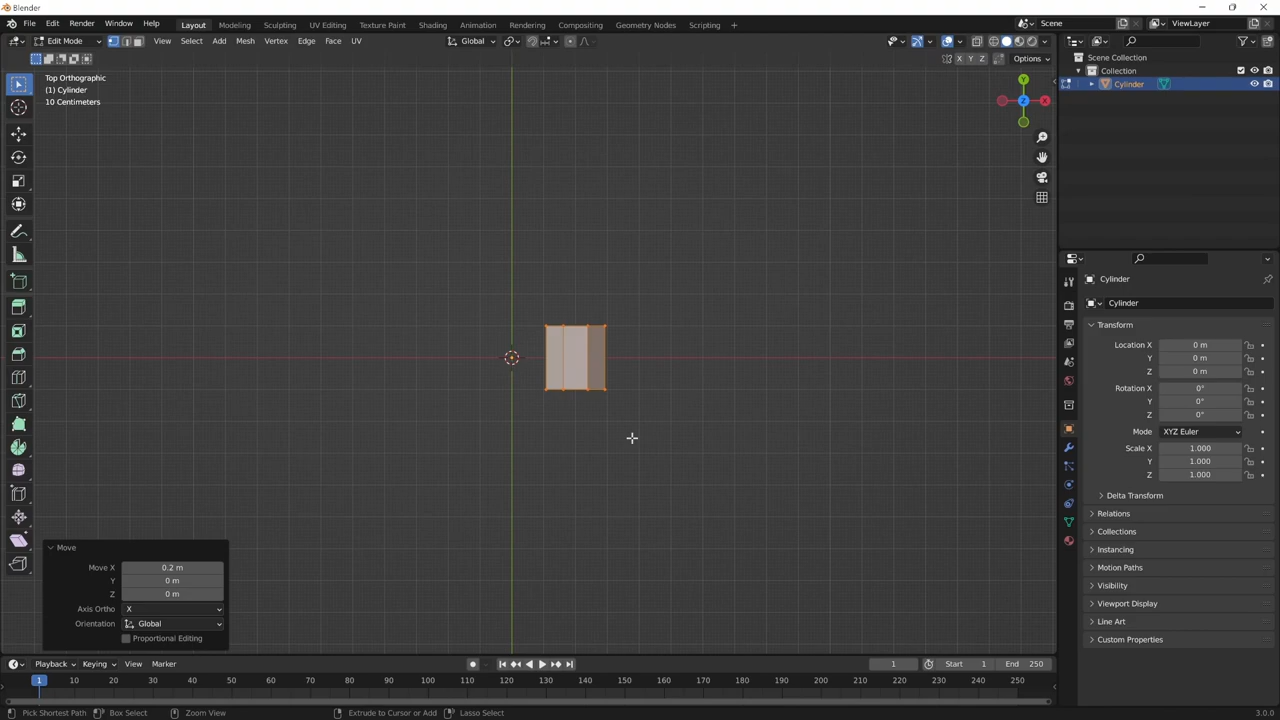 Blender
File Edit Render Window Help
Layout Modeling Sculpting UV Editing Texture Paint Shading Animation Rendering Compositing Geometry Nodes Scripting +
Scene
ViewLayer
Edit Mode
View Select Add Mesh Vertex Edge Face UV
Global
X Y Z
Options
Top Orthographic
(1) Cylinder
10 Centimeters
Y
Z
X
Scene Collection
Collection
Cylinder
Cylinder
Cylinder
Transform
Location X 0 m
Y 0 m
Z 0 m
Rotation X 0°
Y 0°
Z 0°
Mode XYZ Euler
Scale X 1.000
Y 1.000
Z 1.000
Delta Transform
Relations
Collections
Instancing
Motion Paths
Visibility
Viewport Display
Line Art
Custom Properties
Move
Move X 0.2 m
Y 0 m
Z 0 m
Axis Ortho X
Orientation Global
Proportional Editing
Playback Keying View Marker
1
Start 1
End 250
1 10 20 30 40 50 60 70 80 90 100 110 120 130 140 150 160 170 180 190 200 210 220 230 240 250
Pick Shortest Path Box Select Zoom View Extrude to Cursor or Add Lasso Select
3.0.0